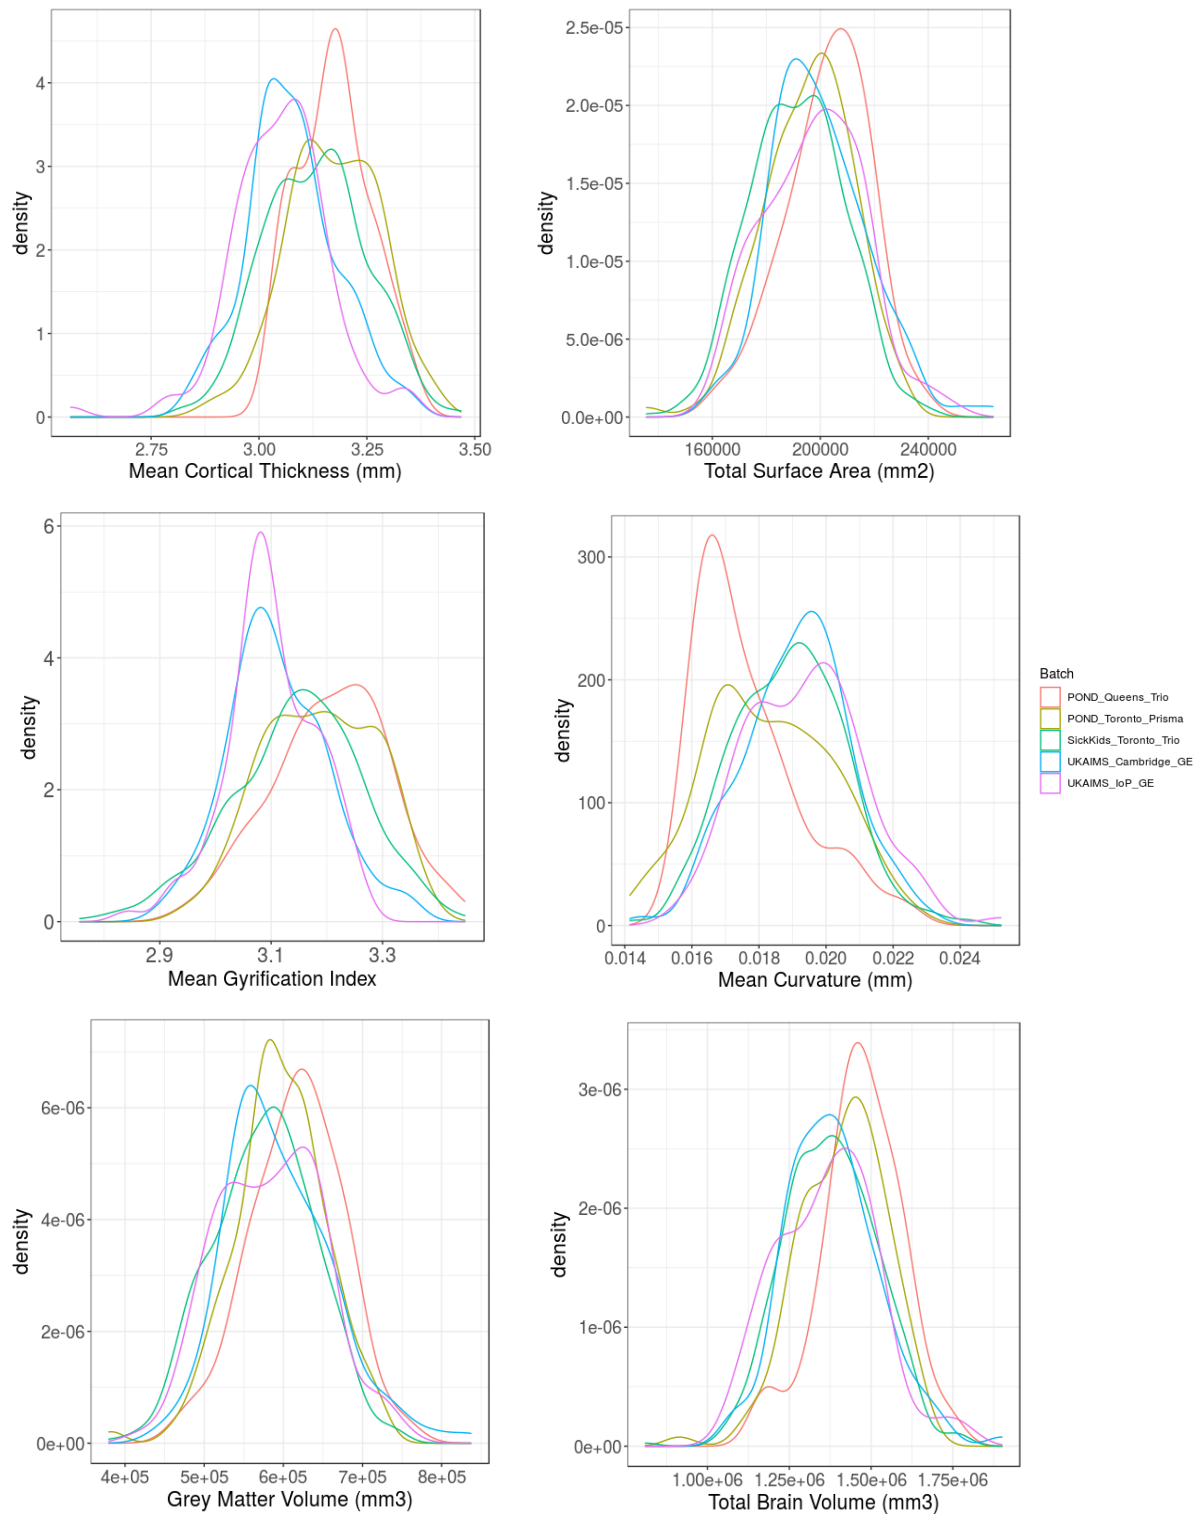 4
3
2
1
0
density
2.75 3.00 3.25 3.50
Mean Cortical Thickness (mm)
2.5e-05
2.0e-05
1.5e-05
1.0e-05
5.0e-06
0.0e+00
density
160000 200000 240000
Total Surface Area (mm2)
6
4
2
0
density
2.9 3.1 3.3
Mean Gyrification Index
300
200
100
0
density
0.014 0.016 0.018 0.020 0.022 0.024
Mean Curvature (mm)
Batch
POND_Queens_Trio
POND_Toronto_Prisma
SickKids_Toronto_Trio
UKAIMS_Cambridge_GE
UKAIMS_IoP_GE
6e-06
4e-06
2e-06
0e+00
density
4e+05 5e+05 6e+05 7e+05 8e+05
Grey Matter Volume (mm3)
3e-06
2e-06
1e-06
0e+00
density
1.00e+06 1.25e+06 1.50e+06 1.75e+06
Total Brain Volume (mm3)